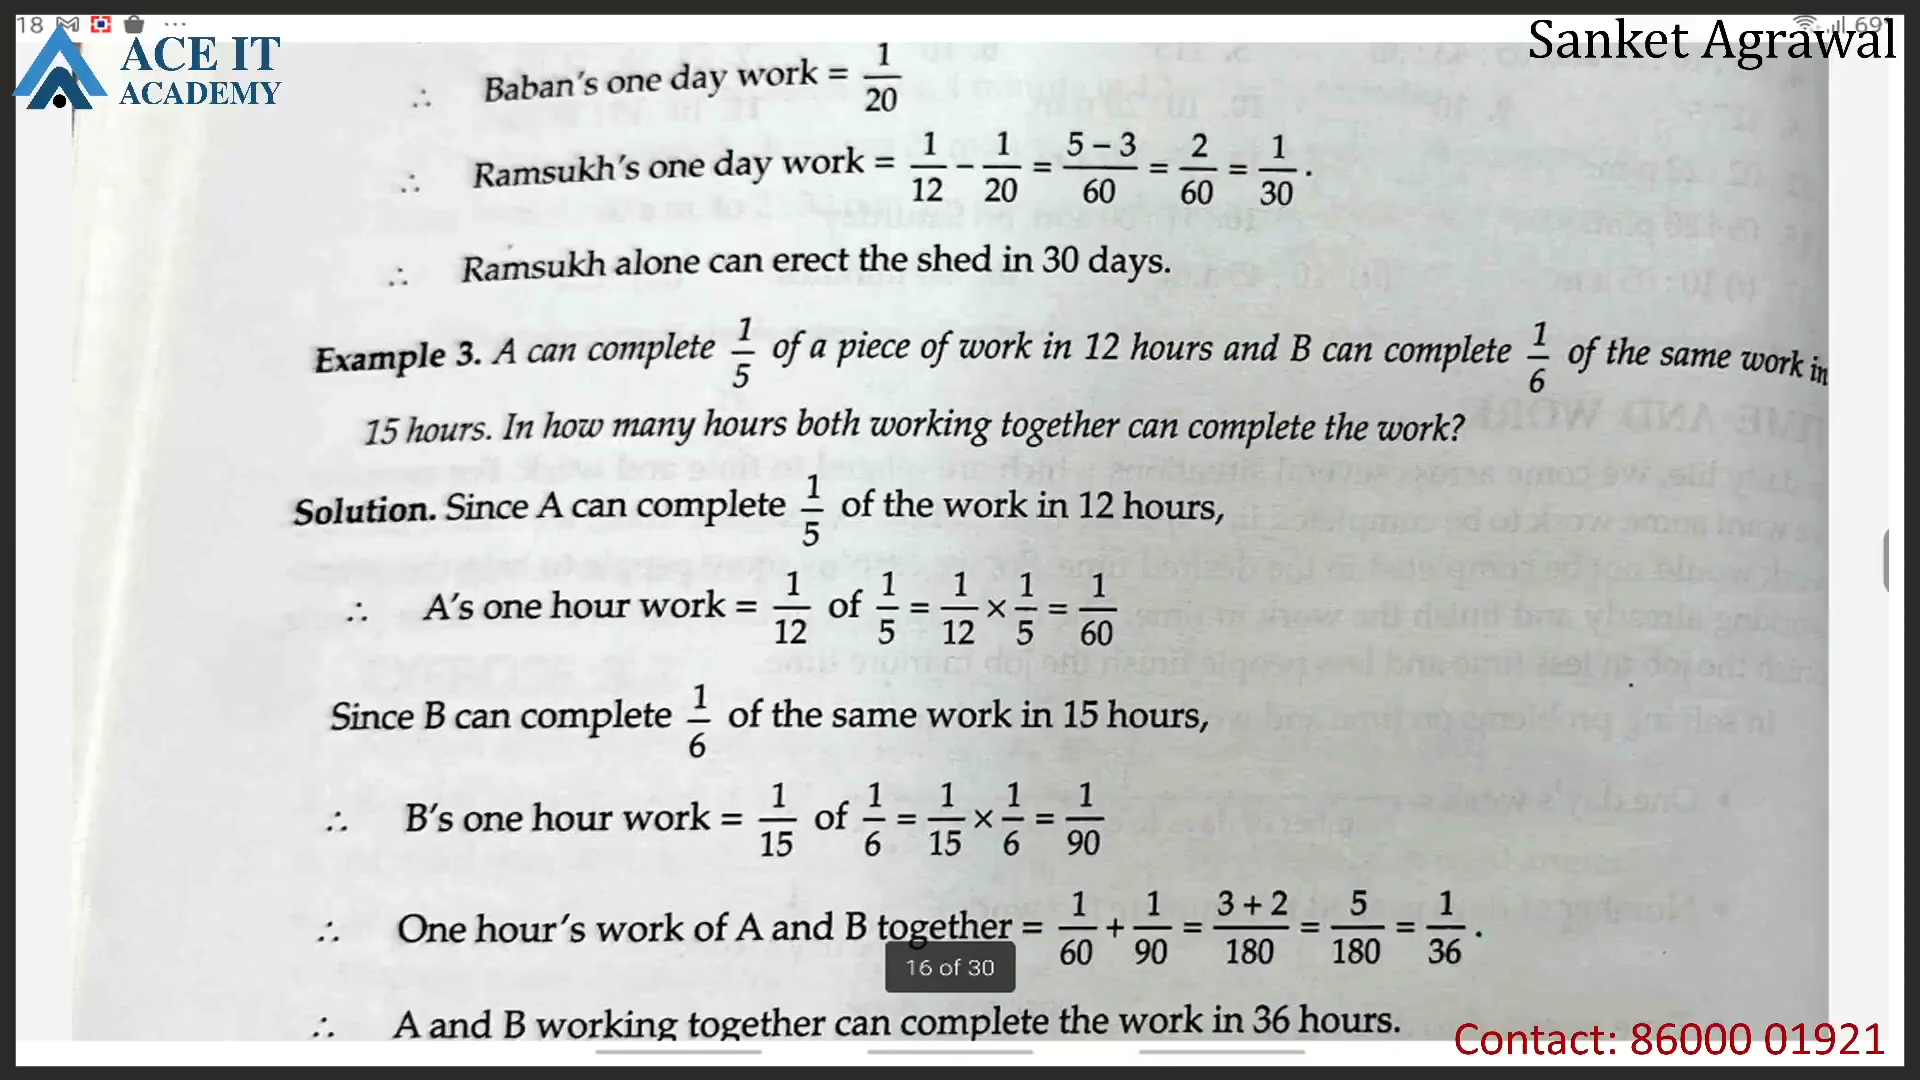 18
69
ACE IT
ACADEMY
Sanket Agrawal
∴ Baban's one day work = 1/20
∴ Ramsukh's one day work = 1/12 − 1/20 = 5 − 3/60 = 2/60 = 1/30.
∴ Ramsukh alone can erect the shed in 30 days.
Example 3. A can complete 1/5 of a piece of work in 12 hours and B can complete 1/6 of the same work in
15 hours. In how many hours both working together can complete the work?
Solution. Since A can complete 1/5 of the work in 12 hours,
∴ A's one hour work = 1/12 of 1/5 = 1/12 × 1/5 = 1/60
Since B can complete 1/6 of the same work in 15 hours,
∴ B's one hour work = 1/15 of 1/6 = 1/15 × 1/6 = 1/90
∴ One hour's work of A and B together = 1/60 + 1/90 = 3 + 2/180 = 5/180 = 1/36.
16 of 30
∴ A and B working together can complete the work in 36 hours.
Contact: 86000 01921